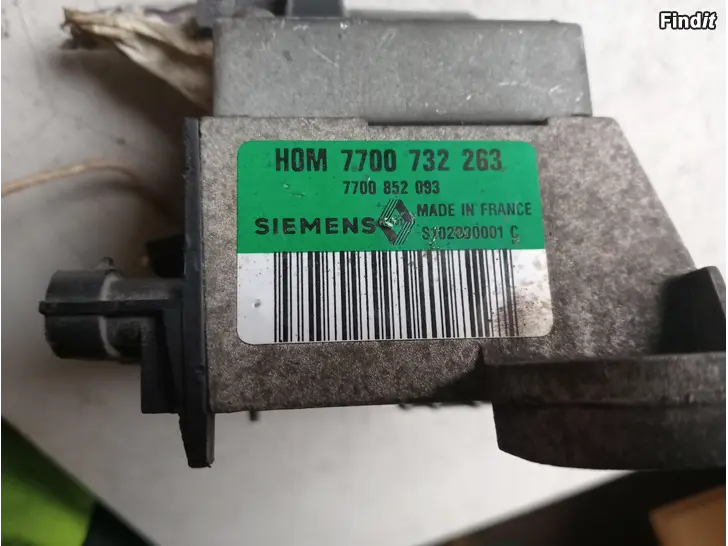 Findit
HOM 7700 732 263
7700 852 093
SIEMENS MADE IN FRANCE
S102030001 C